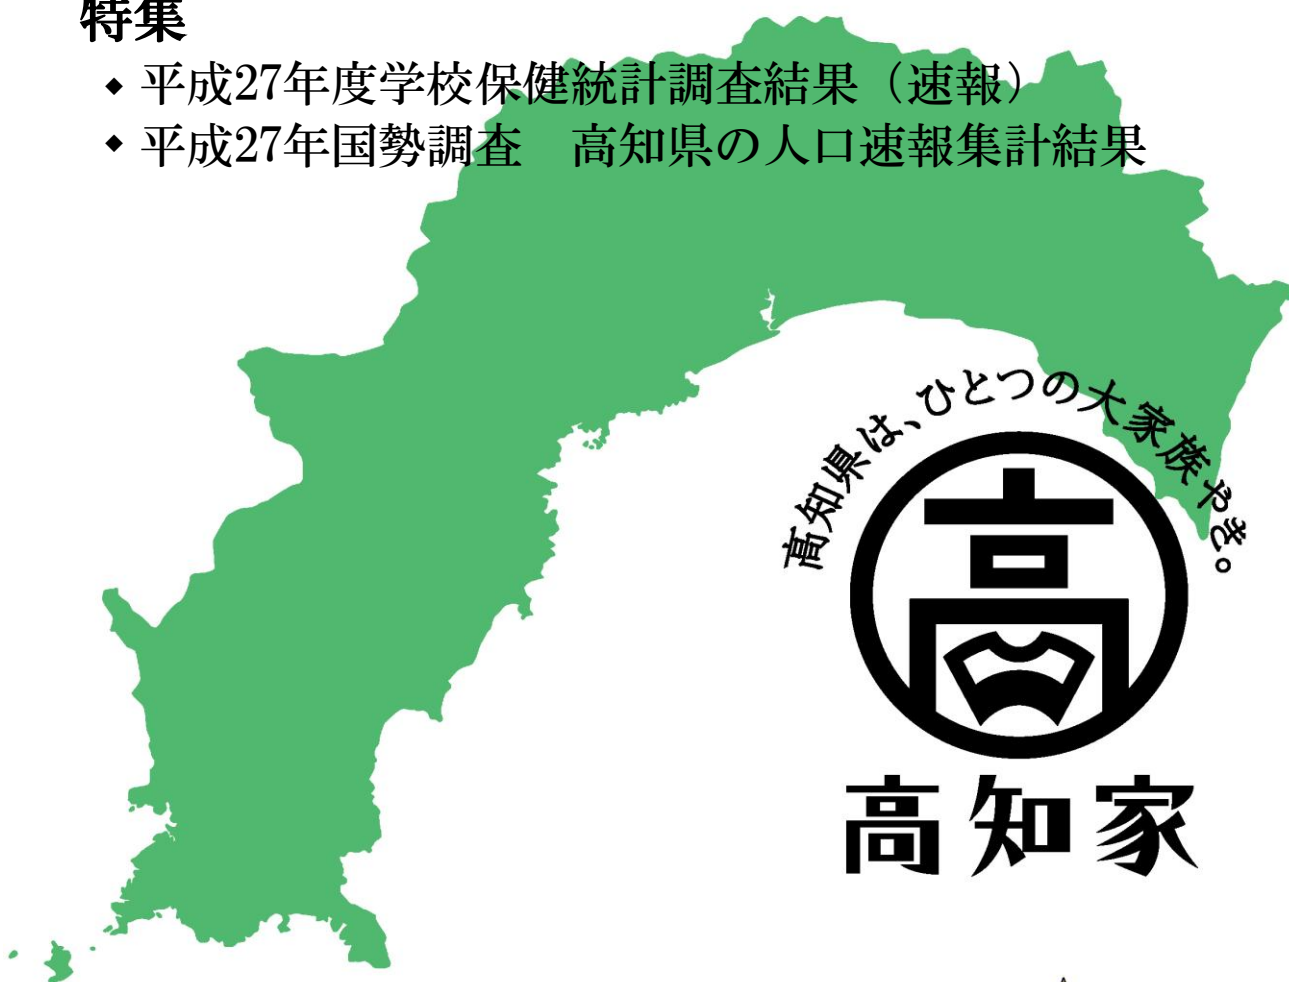 特集
◆ 平成27年度学校保健統計調査結果（速報）
◆ 平成27年国勢調査　高知県の人口速報集計結果
高知県は、ひとつの大家族やき。
高
高知家